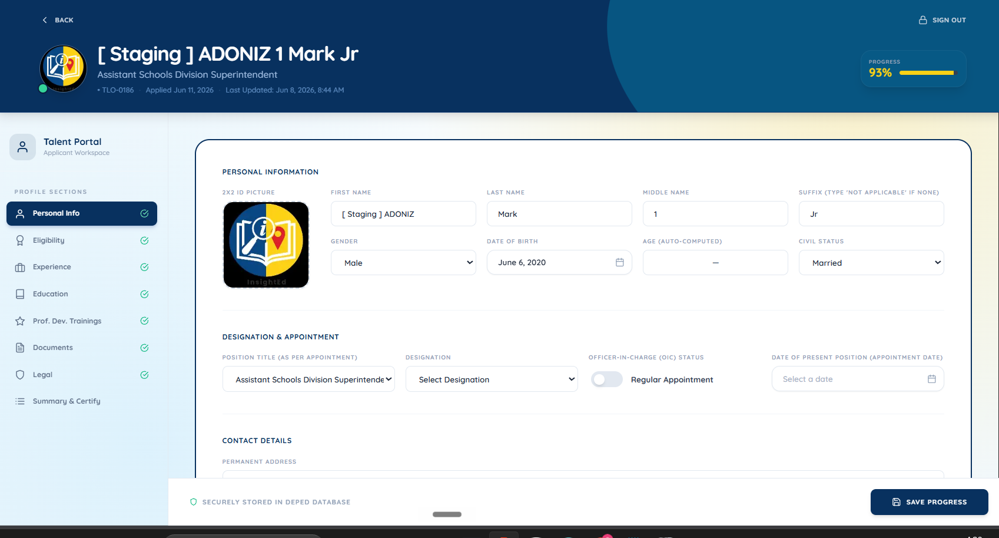 BACK
SIGN OUT
[ Staging ] ADONIZ 1 Mark Jr
Assistant Schools Division Superintendent
• TLO-0186 · Applied Jun 11, 2026 · Last Updated: Jun 8, 2026, 8:44 AM
PROGRESS
93%
Talent Portal
Applicant Workspace
PROFILE SECTIONS
Personal Info
Eligibility
Experience
Education
Prof. Dev. Trainings
Documents
Legal
Summary & Certify
PERSONAL INFORMATION
2X2 ID PICTURE
InsightEd
FIRST NAME
LAST NAME
MIDDLE NAME
SUFFIX (TYPE 'NOT APPLICABLE' IF NONE)
[ Staging ] ADONIZ
Mark
1
Jr
GENDER
DATE OF BIRTH
AGE (AUTO-COMPUTED)
CIVIL STATUS
Male
June 6, 2020
—
Married
DESIGNATION & APPOINTMENT
POSITION TITLE (AS PER APPOINTMENT)
DESIGNATION
OFFICER-IN-CHARGE (OIC) STATUS
DATE OF PRESENT POSITION (APPOINTMENT DATE)
Assistant Schools Division Superintende
Select Designation
Regular Appointment
Select a date
CONTACT DETAILS
PERMANENT ADDRESS
SECURELY STORED IN DEPED DATABASE
SAVE PROGRESS